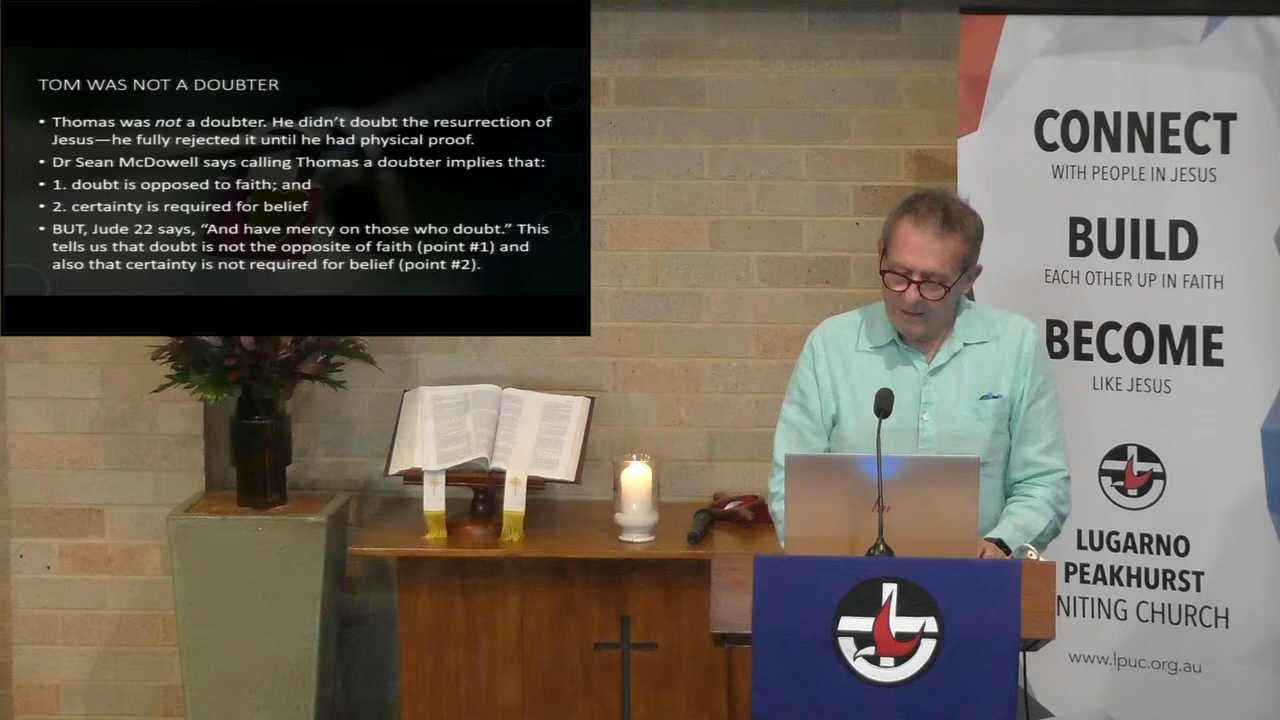 TOM WAS NOT A DOUBTER
• Thomas was not a doubter. He didn’t doubt the resurrection of
Jesus—he fully rejected it until he had physical proof.
• Dr Sean McDowell says calling Thomas a doubter implies that:
• 1. doubt is opposed to faith; and
• 2. certainty is required for belief
• BUT, Jude 22 says, “And have mercy on those who doubt.” This
tells us that doubt is not the opposite of faith (point #1) and
also that certainty is not required for belief (point #2).
CONNECT
WITH PEOPLE IN JESUS
BUILD
EACH OTHER UP IN FAITH
BECOME
LIKE JESUS
LUGARNO
PEAKHURST
NITING CHURCH
www.lpuc.org.au